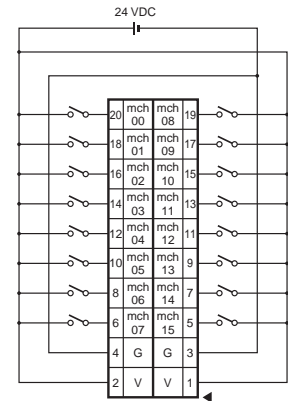 24 VDC
20 mch 00 mch 08 19
18 mch 01 mch 09 17
16 mch 02 mch 10 15
14 mch 03 mch 11 13
12 mch 04 mch 12 11
10 mch 05 mch 13 9
8 mch 06 mch 14 7
6 mch 07 mch 15 5
4 G G 3
2 V V 1